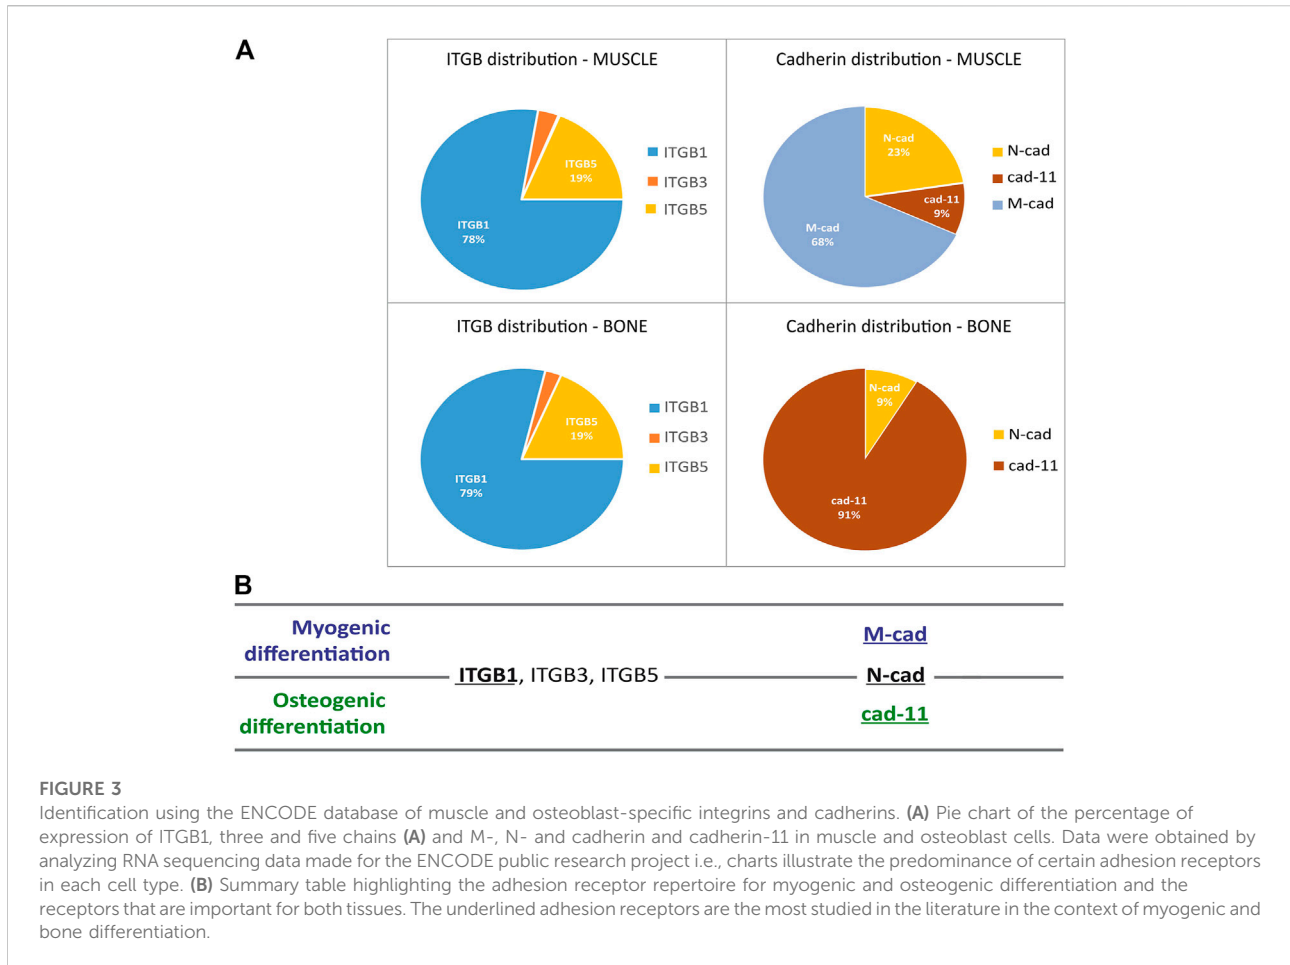 A
ITGB distribution - MUSCLE
ITGB5
19%
ITGB1
78%
ITGB1
ITGB3
ITGB5
Cadherin distribution - MUSCLE
N-cad
23%
cad-11
9%
M-cad
68%
N-cad
cad-11
M-cad
ITGB distribution - BONE
ITGB5
19%
ITGB1
79%
ITGB1
ITGB3
ITGB5
Cadherin distribution - BONE
N-cad
9%
cad-11
91%
N-cad
cad-11
B
Myogenic
differentiation
M-cad
ITGB1, ITGB3, ITGB5
N-cad
Osteogenic
differentiation
cad-11
FIGURE 3
Identification using the ENCODE database of muscle and osteoblast-specific integrins and cadherins. (A) Pie chart of the percentage of
expression of ITGB1, three and five chains (A) and M-, N- and cadherin and cadherin-11 in muscle and osteoblast cells. Data were obtained by
analyzing RNA sequencing data made for the ENCODE public research project i.e., charts illustrate the predominance of certain adhesion receptors
in each cell type. (B) Summary table highlighting the adhesion receptor repertoire for myogenic and osteogenic differentiation and the
receptors that are important for both tissues. The underlined adhesion receptors are the most studied in the literature in the context of myogenic and
bone differentiation.